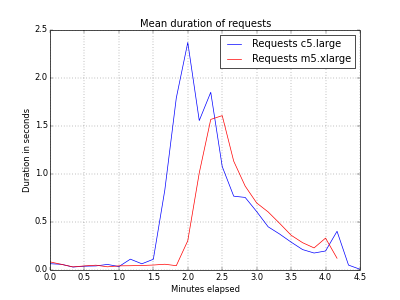 Mean duration of requests
Requests c5.large
Requests m5.xlarge
Duration in seconds
2.5
2.0
1.5
1.0
0.5
0.0
0.0 0.5 1.0 1.5 2.0 2.5 3.0 3.5 4.0 4.5
Minutes elapsed